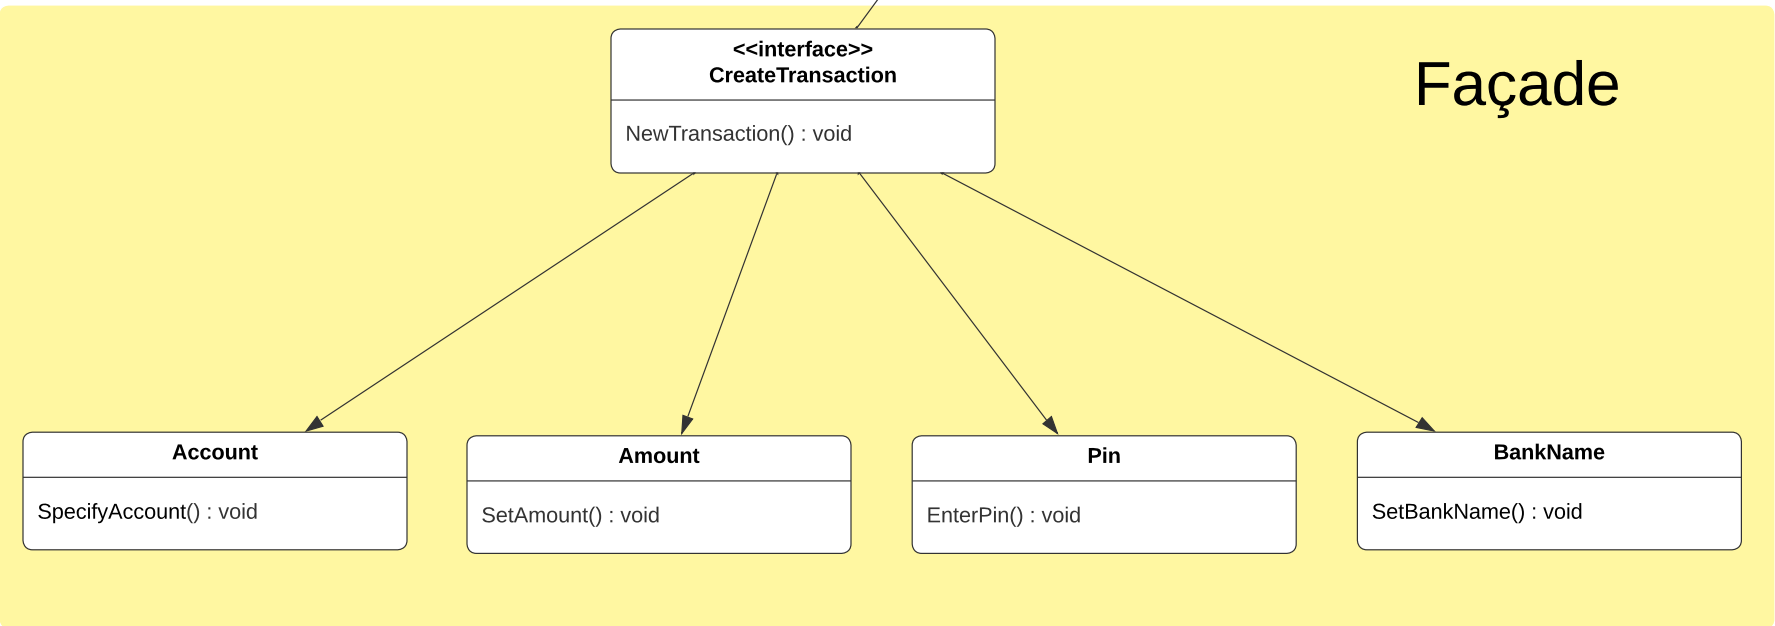 <<interface>>
CreateTransaction
Façade
NewTransaction() : void
Account
SpecifyAccount() : void
Amount
SetAmount() : void
Pin
EnterPin() : void
BankName
SetBankName() : void